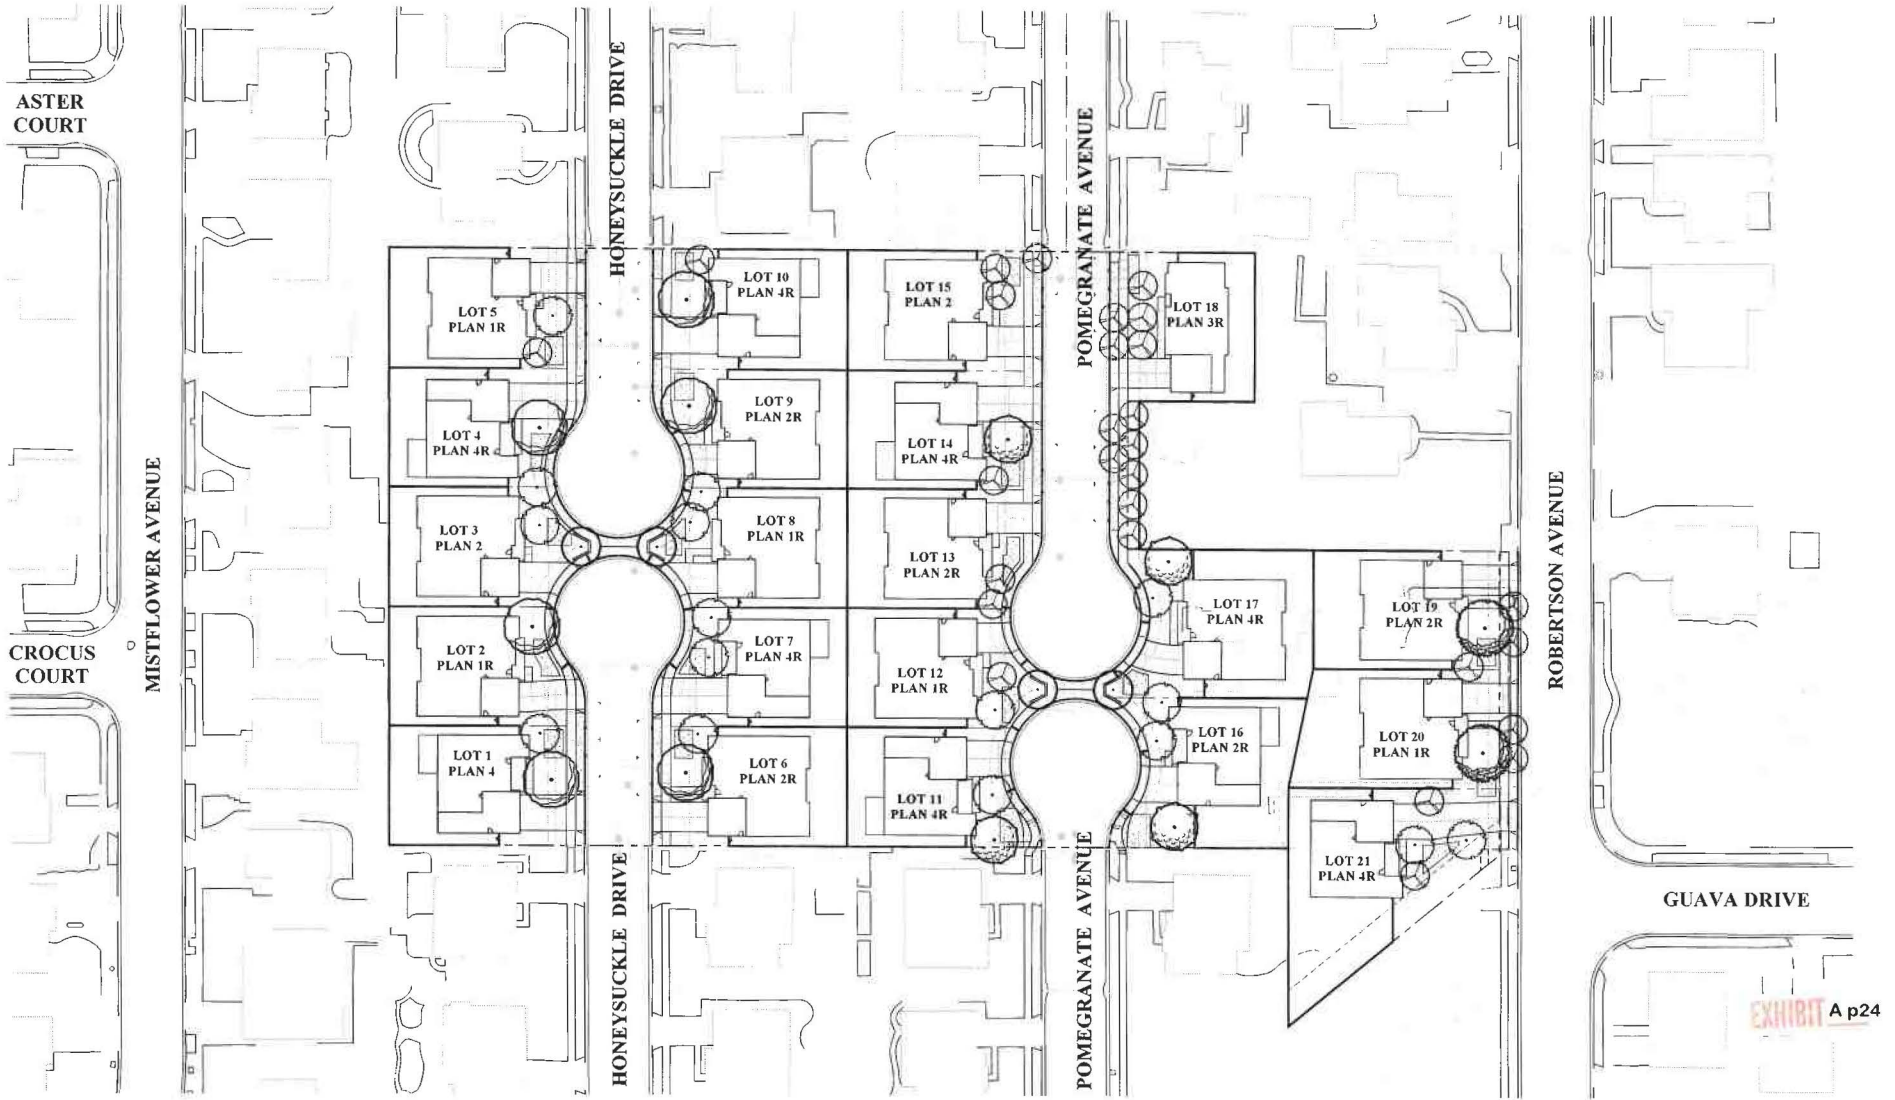 ASTER
COURT
HONEYSUCKLE DRIVE
POMEGRANATE AVENUE
LOT 5
PLAN 1R
LOT 10
PLAN 4R
LOT 15
PLAN 2
LOT 18
PLAN 3R
LOT 4
PLAN 4R
LOT 9
PLAN 2R
LOT 14
PLAN 4R
LOT 3
PLAN 2
LOT 8
PLAN 1R
LOT 13
PLAN 2R
LOT 17
PLAN 4R
LOT 19
PLAN 2R
CROCUS
COURT
MISTFLOWER AVENUE
ROBERTSON AVENUE
LOT 2
PLAN 1R
LOT 7
PLAN 4R
LOT 12
PLAN 1R
LOT 16
PLAN 2R
LOT 20
PLAN 1R
LOT 1
PLAN 4
LOT 6
PLAN 2R
LOT 11
PLAN 4R
LOT 21
PLAN 4R
GUAVA DRIVE
HONEYSUCKLE DRIVE
POMEGRANATE AVENUE
EXHIBIT A p24